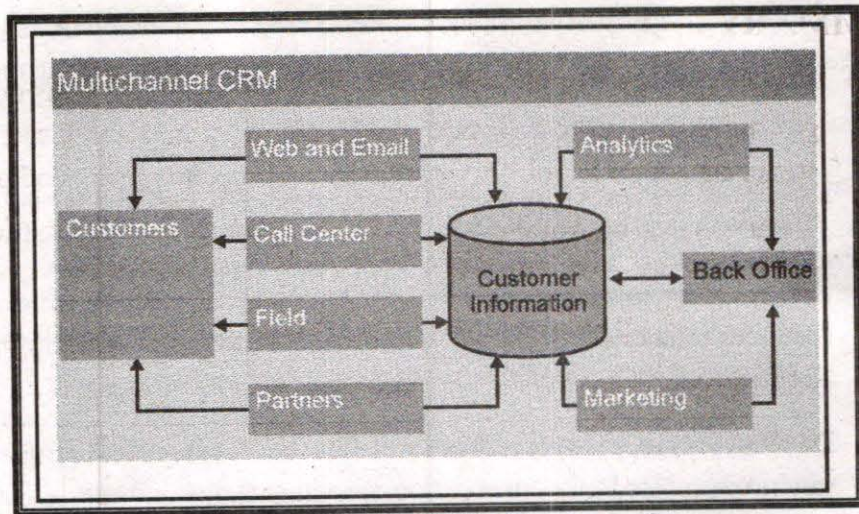 Multichannel CRM
Web and Email
Analytics
Customers
Call Center
Customer
Information
Back Office
Field
Partners
Marketing